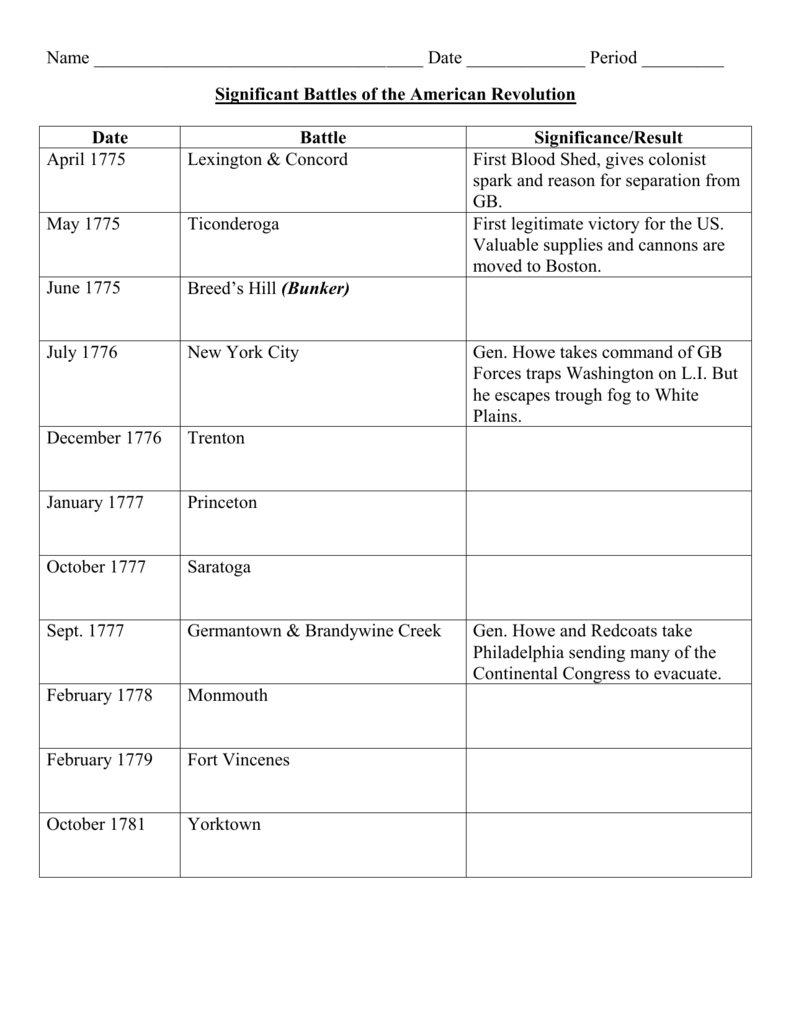 Name ___________________________________ Date _____________ Period _________
Significant Battles of the American Revolution
Date Battle Significance/Result
April 1775 Lexington & Concord First Blood Shed, gives colonist
spark and reason for separation from
GB.
May 1775 Ticonderoga First legitimate victory for the US.
Valuable supplies and cannons are
moved to Boston.
June 1775 Breed's Hill (Bunker)
July 1776 New York City Gen. Howe takes command of GB
Forces traps Washington on L.I. But
he escapes trough fog to White
Plains.
December 1776 Trenton
January 1777 Princeton
October 1777 Saratoga
Sept. 1777 Germantown & Brandywine Creek Gen. Howe and Redcoats take
Philadelphia sending many of the
Continental Congress to evacuate.
February 1778 Monmouth
February 1779 Fort Vincenes
October 1781 Yorktown